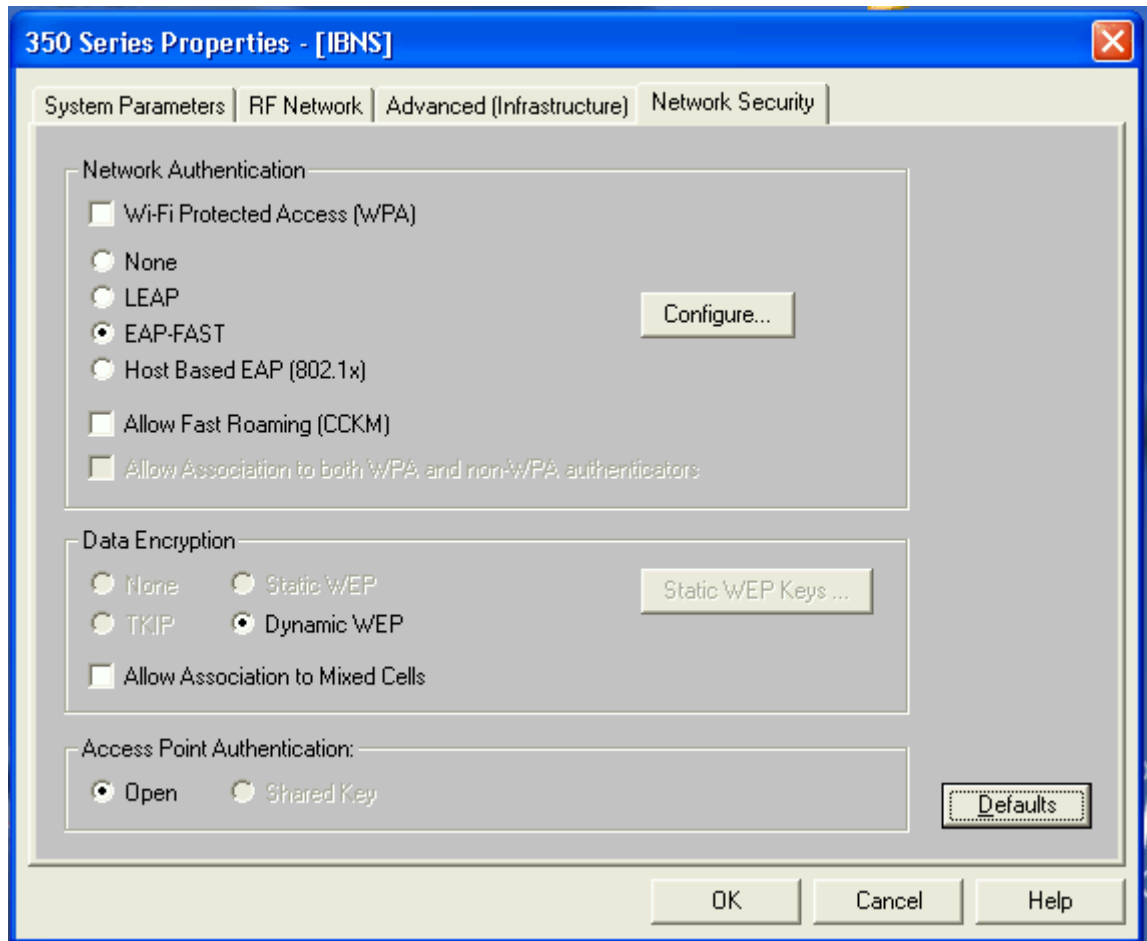 350 Series Properties - [IBNS]
System Parameters RF Network Advanced (Infrastructure) Network Security
Network Authentication
Wi-Fi Protected Access (WPA)
None
LEAP
Configure...
EAP-FAST
Host Based EAP (802.1x)
Allow Fast Roaming (CCKM)
Allow Association to both WPA and non-WPA authenticators
Data Encryption
None Static WEP Static WEP Keys ...
TKIP Dynamic WEP
Allow Association to Mixed Cells
Access Point Authentication:
Open Shared Key
Defaults
OK Cancel Help